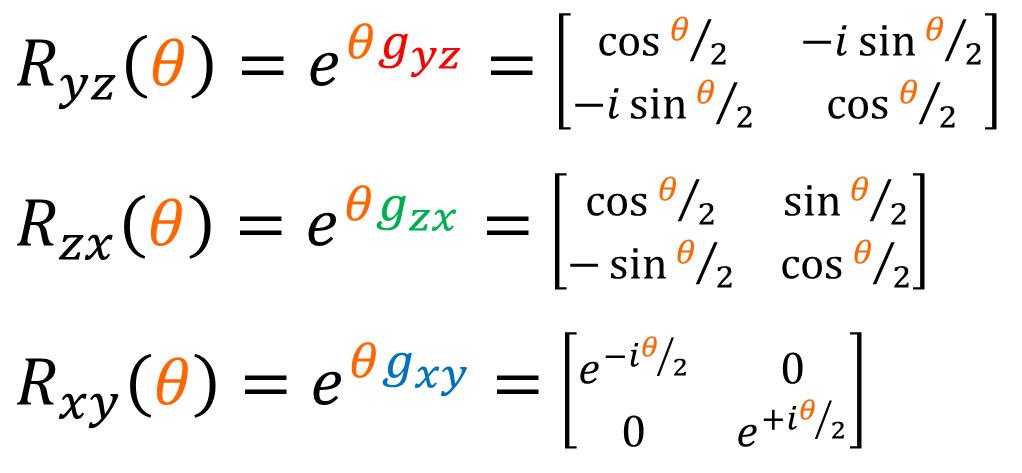 R_yz(θ) = e^{θ g_yz} = [cos θ/2  −i sin θ/2
−i sin θ/2  cos θ/2]
R_zx(θ) = e^{θ g_zx} = [cos θ/2  sin θ/2
− sin θ/2  cos θ/2]
R_xy(θ) = e^{θ g_xy} = [e^{−iθ/2}  0
0  e^{+iθ/2}]